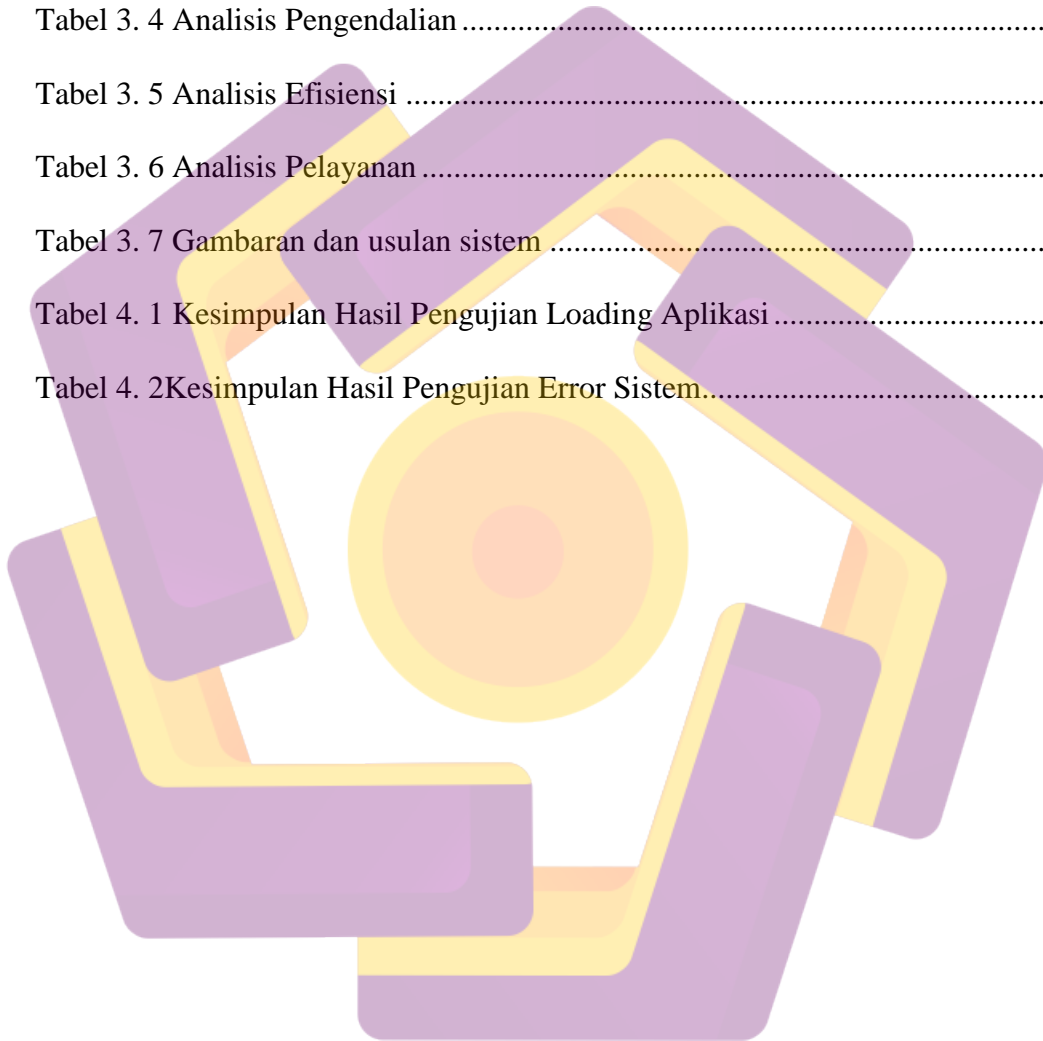 Tabel 3. 4 Analisis Pengendalian ........................................................................
Tabel 3. 5 Analisis Efisiensi ...............................................................................
Tabel 3. 6 Analisis Pelayanan .............................................................................
Tabel 3. 7 Gambaran dan usulan sistem ..............................................................
Tabel 4. 1 Kesimpulan Hasil Pengujian Loading Aplikasi ..................................
Tabel 4. 2Kesimpulan Hasil Pengujian Error Sistem...........................................